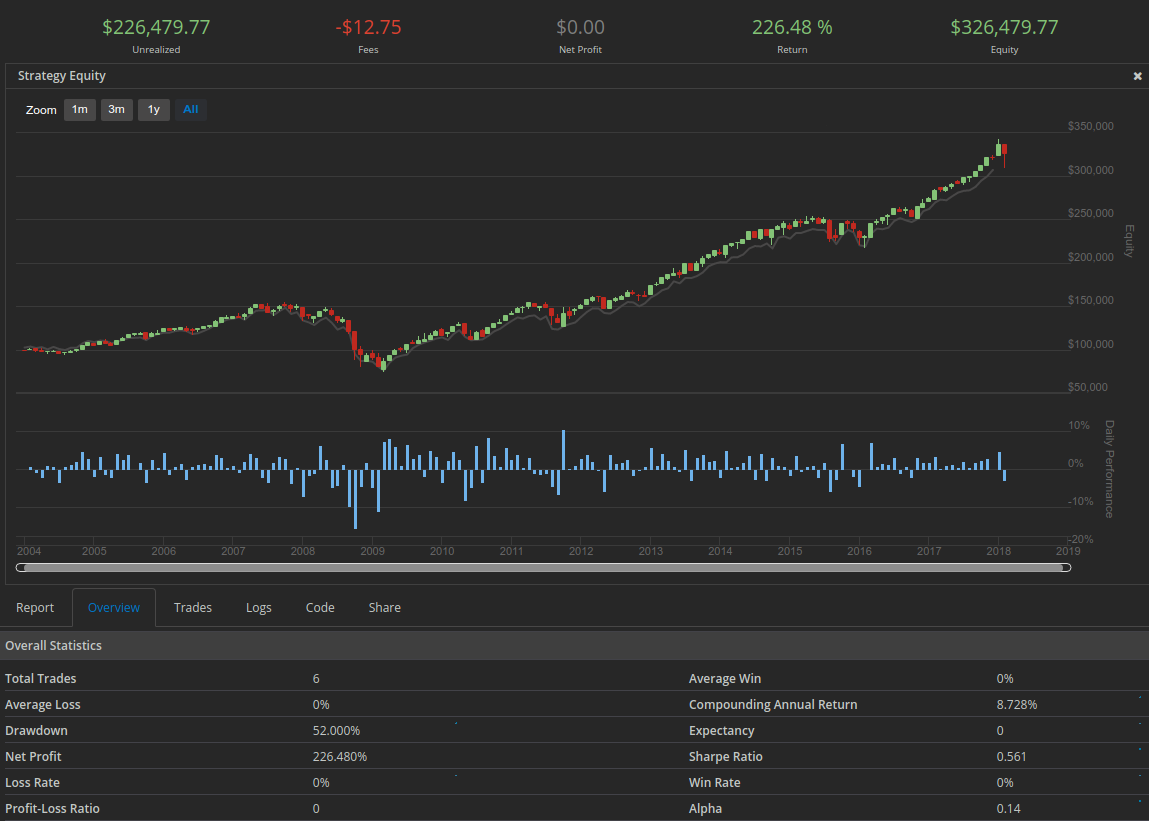 $226,479.77 -$12.75 $0.00 226.48 % $326,479.77
Unrealized Fees Net Profit Return Equity
Strategy Equity ×
Zoom 1m 3m 1y All
$350,000
$300,000
$250,000
Equity
$200,000
$150,000
$100,000
$50,000
10%
Daily Performance
0%
-10%
-20%
2004 2005 2006 2007 2008 2009 2010 2011 2012 2013 2014 2015 2016 2017 2018 2019
Report Overview Trades Logs Code Share
Overall Statistics
Total Trades 6 Average Win 0%
Average Loss 0% Compounding Annual Return 8.728%
Drawdown 52.000% Expectancy 0
Net Profit 226.480% Sharpe Ratio 0.561
Loss Rate 0% Win Rate 0%
Profit-Loss Ratio 0 Alpha 0.14